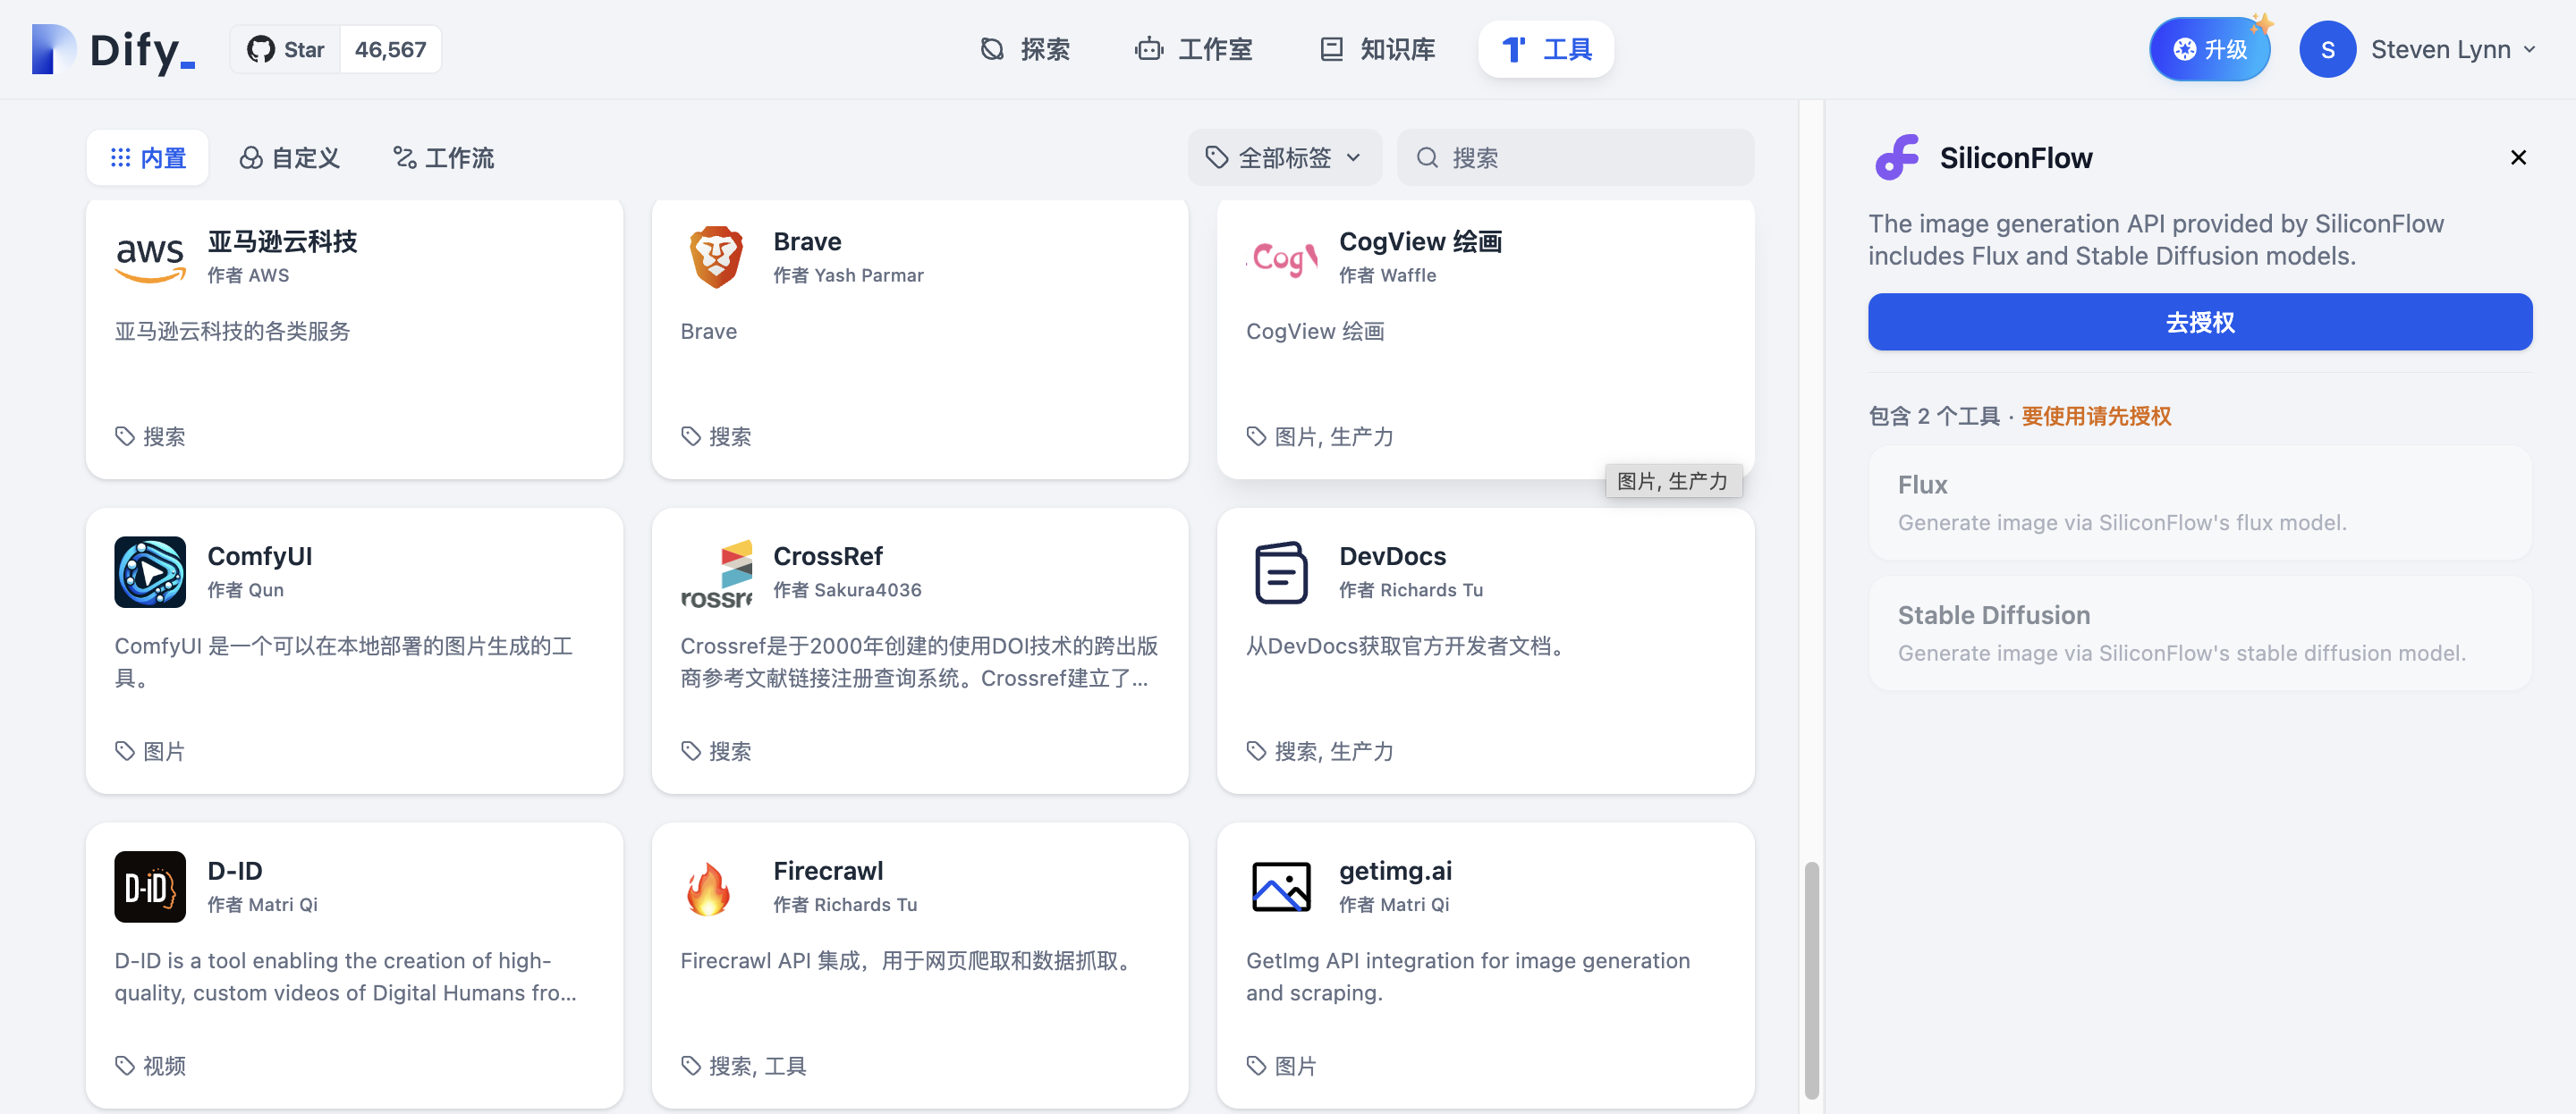 Dify_
Star 46,567
探索
工作室
知识库
工具
升级
S
Steven Lynn
内置
自定义
工作流
全部标签
搜索
aws
亚马逊云科技
作者 AWS
亚马逊云科技的各类服务
搜索
Brave
作者 Yash Parmar
Brave
搜索
CogV
CogView 绘画
作者 Waffle
CogView 绘画
图片, 生产力
图片, 生产力
ComfyUI
作者 Qun
ComfyUI 是一个可以在本地部署的图片生成的工
具。
图片
rossre
CrossRef
作者 Sakura4036
Crossref是于2000年创建的使用DOI技术的跨出版
商参考文献链接注册查询系统。Crossref建立了...
搜索
DevDocs
作者 Richards Tu
从DevDocs获取官方开发者文档。
搜索, 生产力
D-iD
D-ID
作者 Matri Qi
D-ID is a tool enabling the creation of high-
quality, custom videos of Digital Humans fro...
视频
Firecrawl
作者 Richards Tu
Firecrawl API 集成，用于网页爬取和数据抓取。
搜索, 工具
getimg.ai
作者 Matri Qi
GetImg API integration for image generation
and scraping.
图片
SiliconFlow
The image generation API provided by SiliconFlow
includes Flux and Stable Diffusion models.
去授权
包含 2 个工具 · 要使用请先授权
Flux
Generate image via SiliconFlow's flux model.
Stable Diffusion
Generate image via SiliconFlow's stable diffusion model.